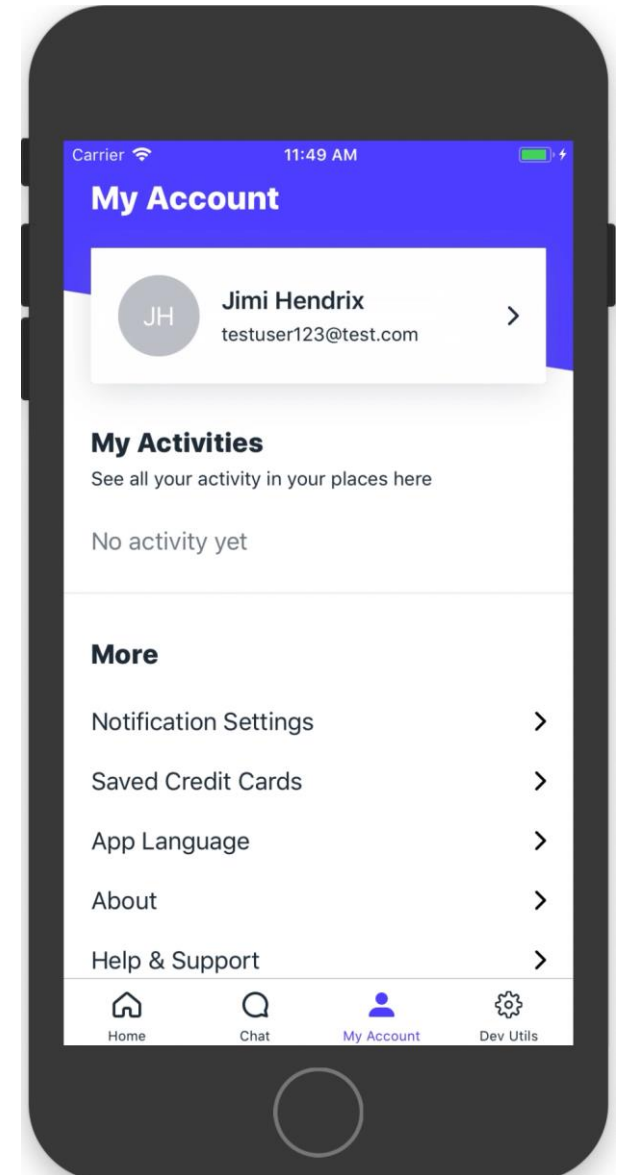 Carrier 11:49 AM
My Account
JH
Jimi Hendrix
testuser123@test.com
My Activities
See all your activity in your places here
No activity yet
More
Notification Settings
Saved Credit Cards
App Language
About
Help & Support
Home Chat My Account Dev Utils